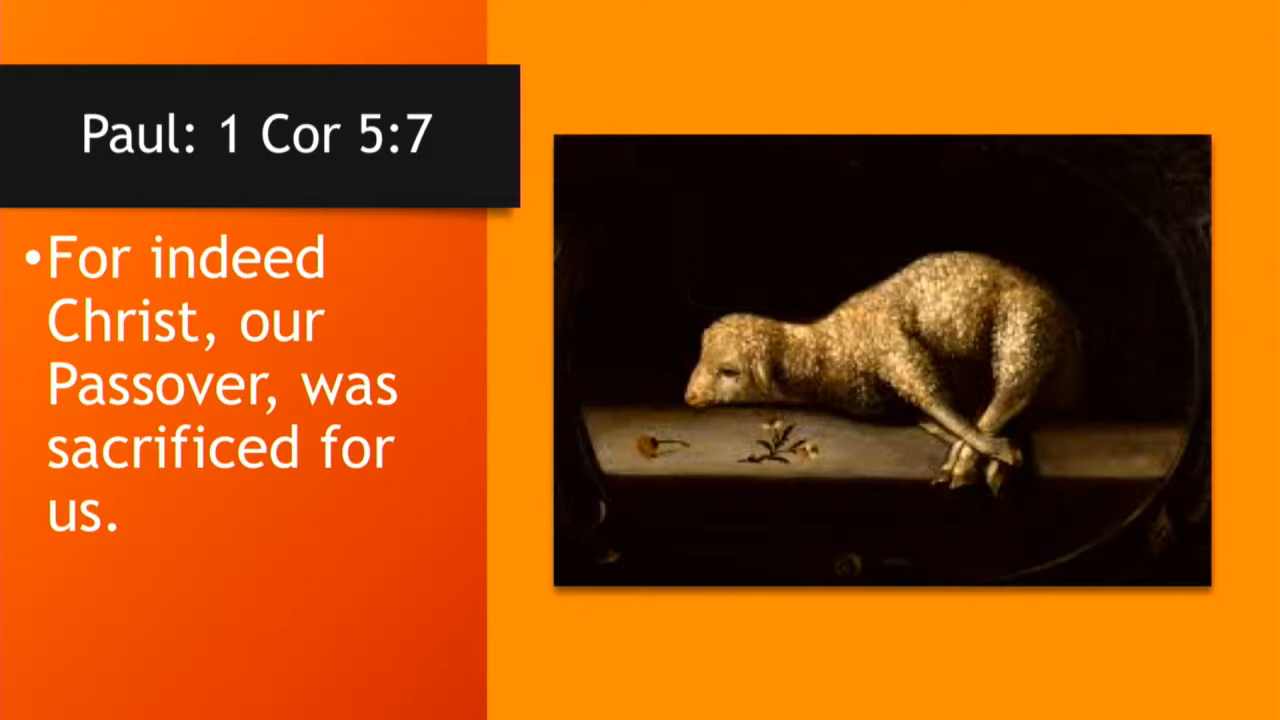 Paul: 1 Cor 5:7
•For indeed
Christ, our
Passover, was
sacrificed for
us.